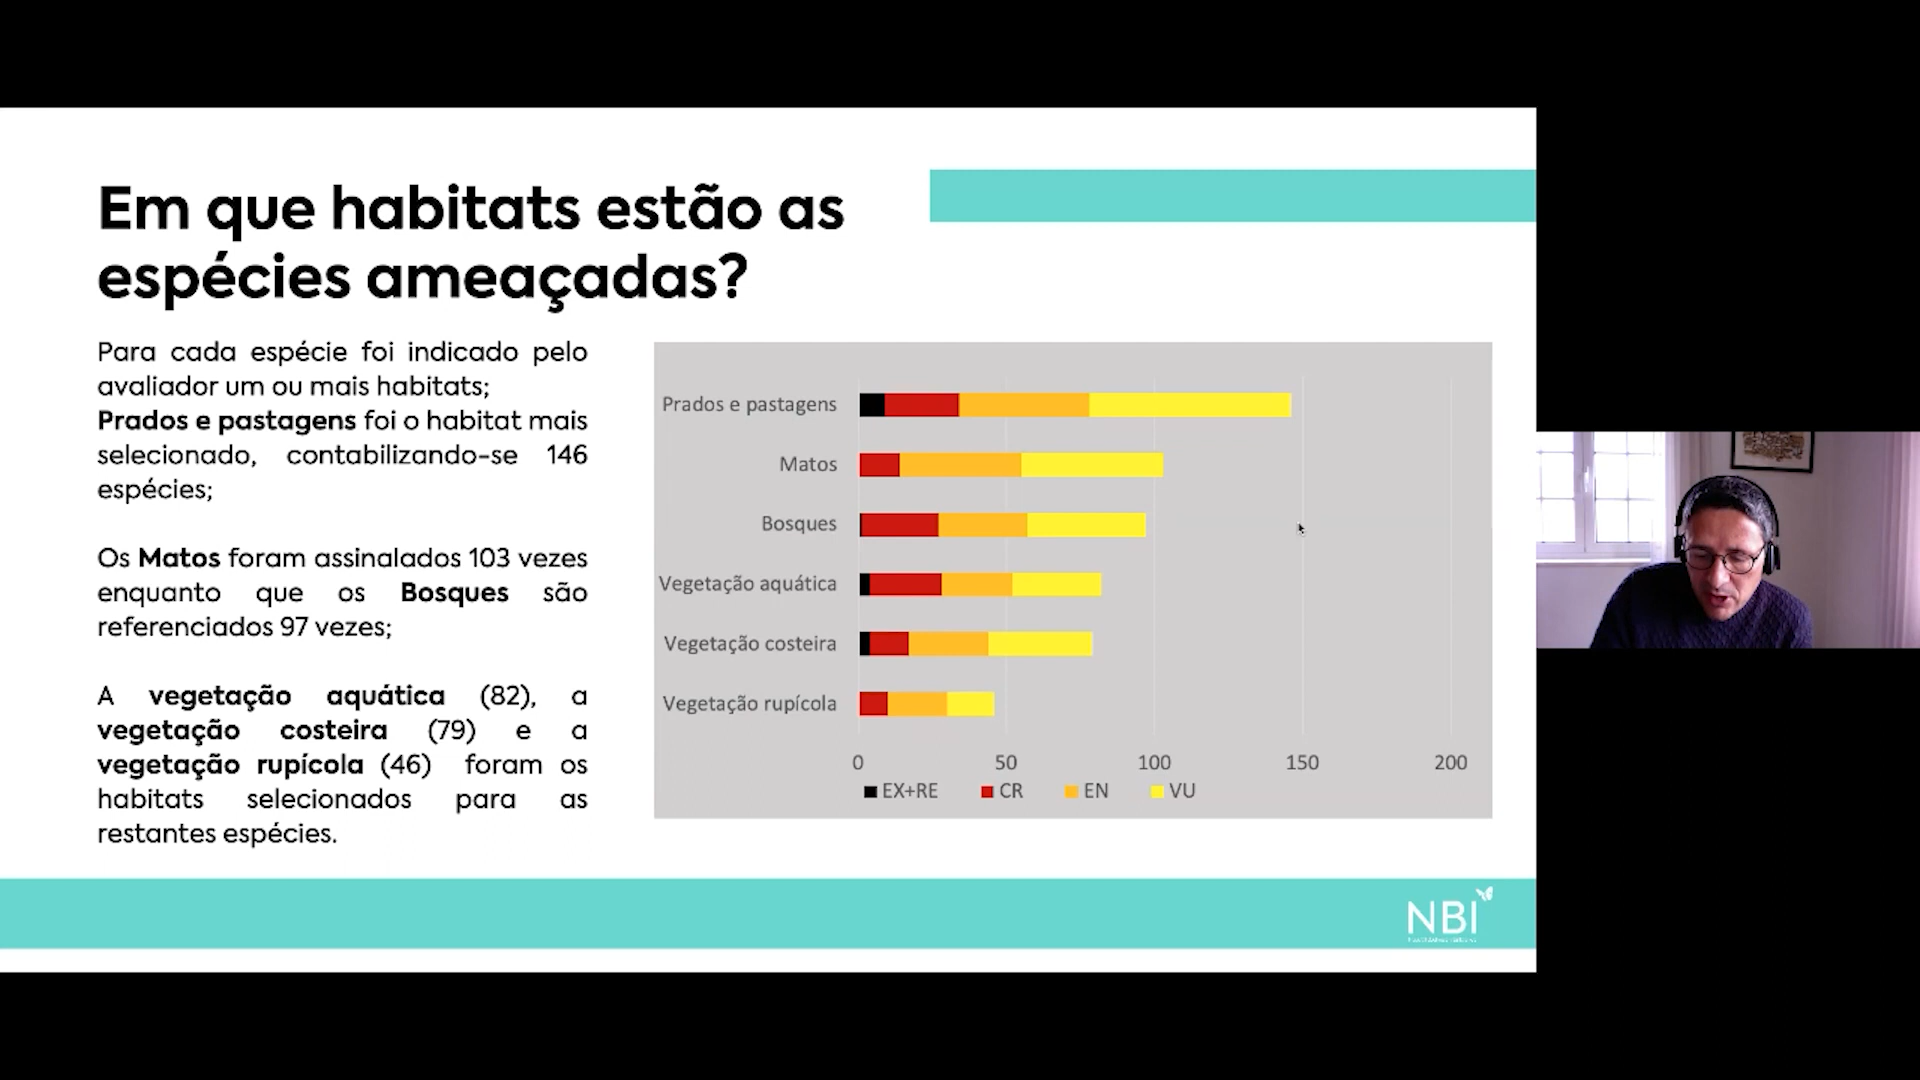 Em que habitats estão as
espécies ameaçadas?
Para cada espécie foi indicado pelo
avaliador um ou mais habitats;
Prados e pastagens foi o habitat mais
selecionado, contabilizando-se 146
espécies;
Os Matos foram assinalados 103 vezes
enquanto que os Bosques são
referenciados 97 vezes;
A vegetação aquática (82), a
vegetação costeira (79) e a
vegetação rupícola (46) foram os
habitats selecionados para as
restantes espécies.
Prados e pastagens
Matos
Bosques
Vegetação aquática
Vegetação costeira
Vegetação rupícola
0 50 100 150 200
EX+RE CR EN VU
NBI